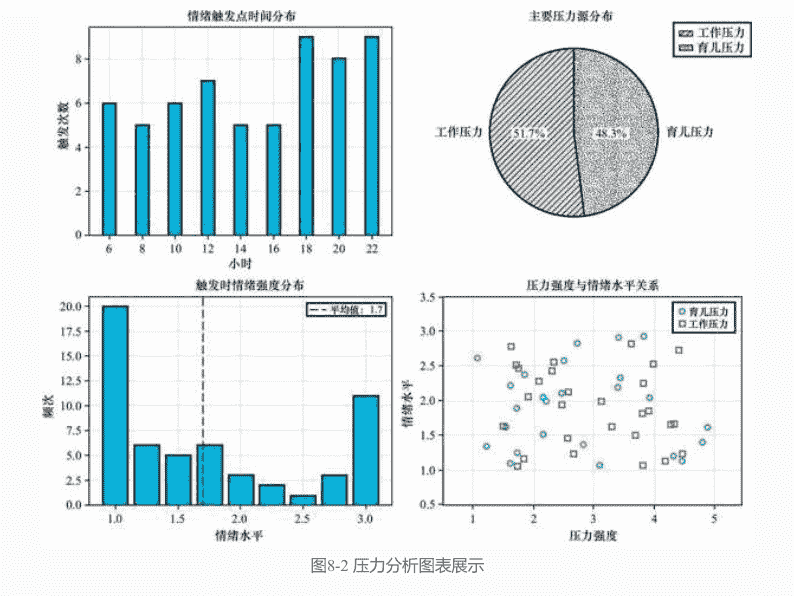 情绪触发点时间分布
触发次数
8
6
4
2
0
6 8 10 12 14 16 18 20 22
小时
主要压力源分布
工作压力
育儿压力
工作压力
51.7%
48.3%
育儿压力
触发时情绪强度分布
平均值：1.7
频次
20.0
17.5
15.0
12.5
10.0
7.5
5.0
2.5
0.0
1.0 1.5 2.0 2.5 3.0
情绪水平
压力强度与情绪水平关系
育儿压力
工作压力
情绪水平
3.5
3.0
2.5
2.0
1.5
1.0
0.5
1 2 3 4 5
压力强度
图8-2 压力分析图表展示